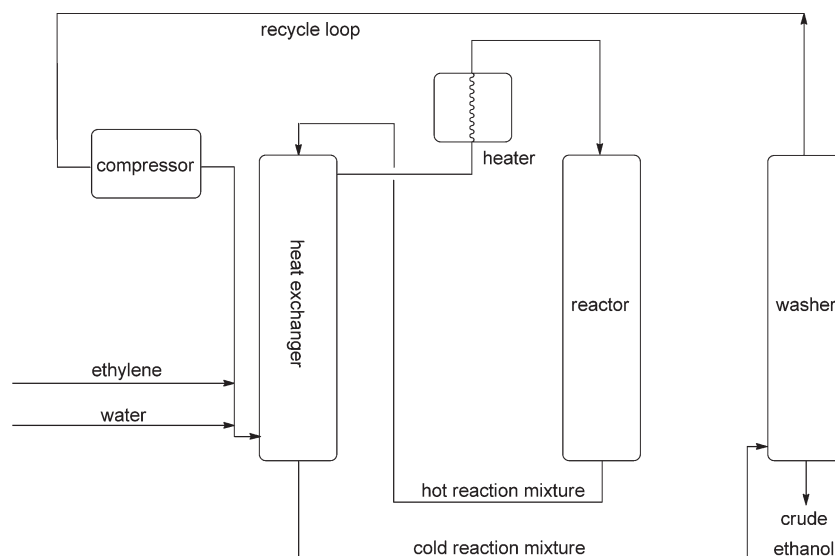 recycle loop
compressor
heater
heat exchanger
reactor
washer
ethylene
water
hot reaction mixture
cold reaction mixture
crude
ethanol